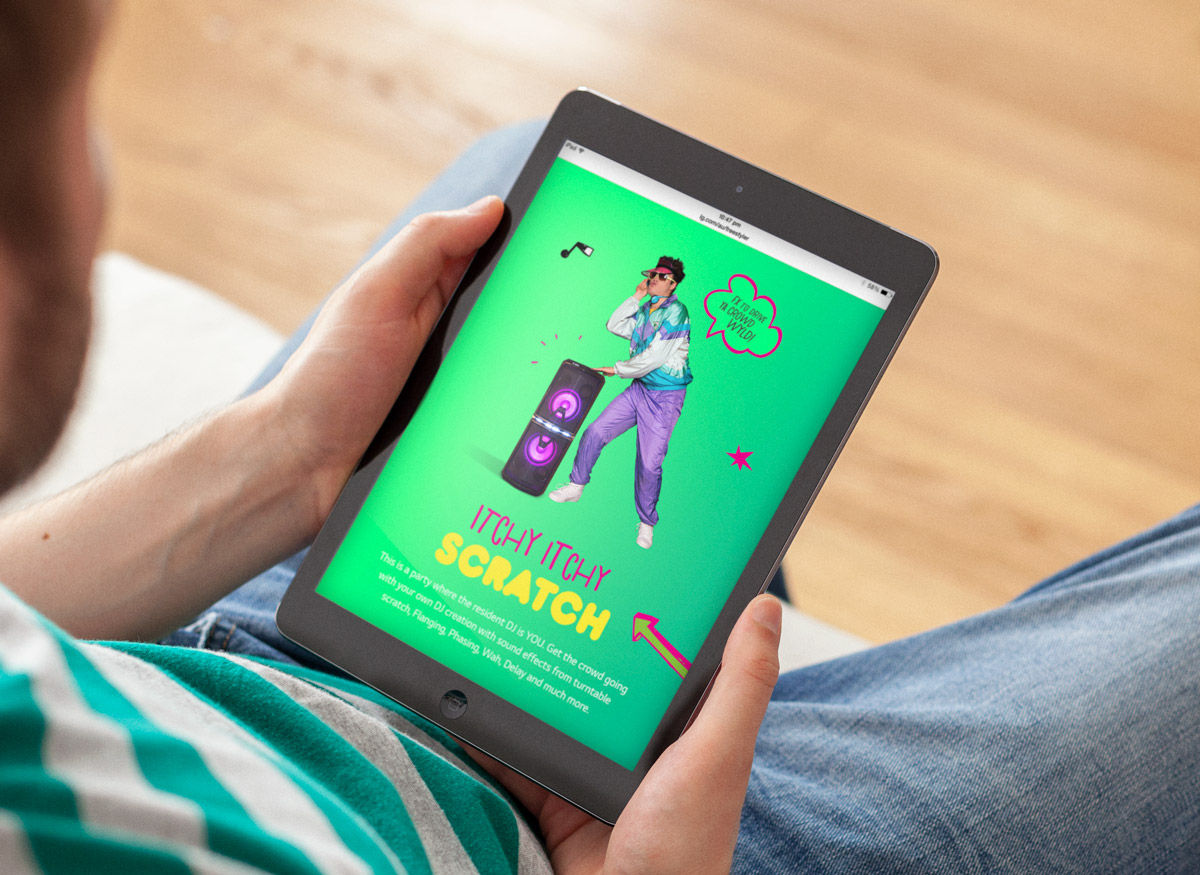 iPad
10:47 pm
lg.com/au/freestyler
58%
FX TO DRIVE
YA CROWD
WYLD!
ITCHY ITCHY
SCRATCH
This is a party where the resident DJ is YOU. Get the crowd going
with your own DJ creation with sound effects from turntable
scratch, Flanging, Phasing, Wah, Delay and much more.